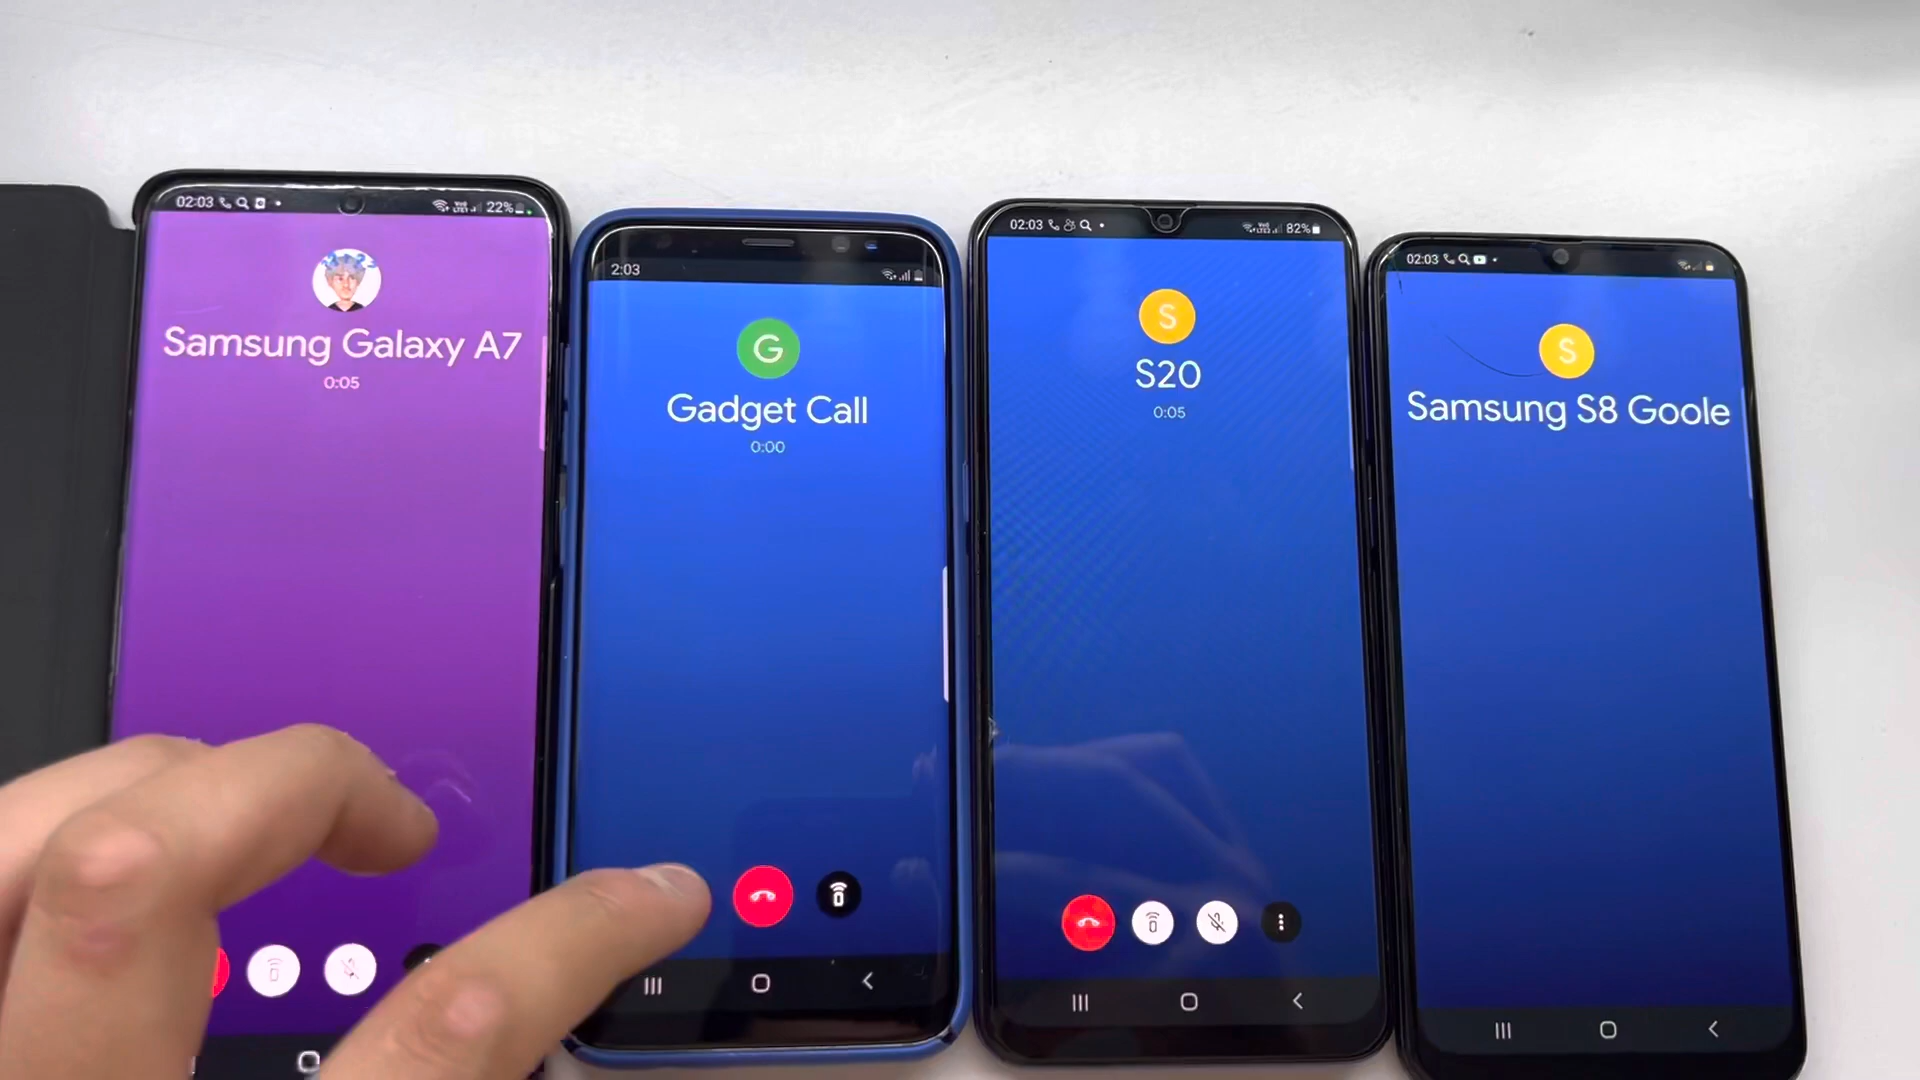 02:03
22%
Samsung Galaxy A7
0:05
2:03
G
Gadget Call
0:00
02:03
82%
S
S20
0:05
02:03
S
Samsung S8 Goole